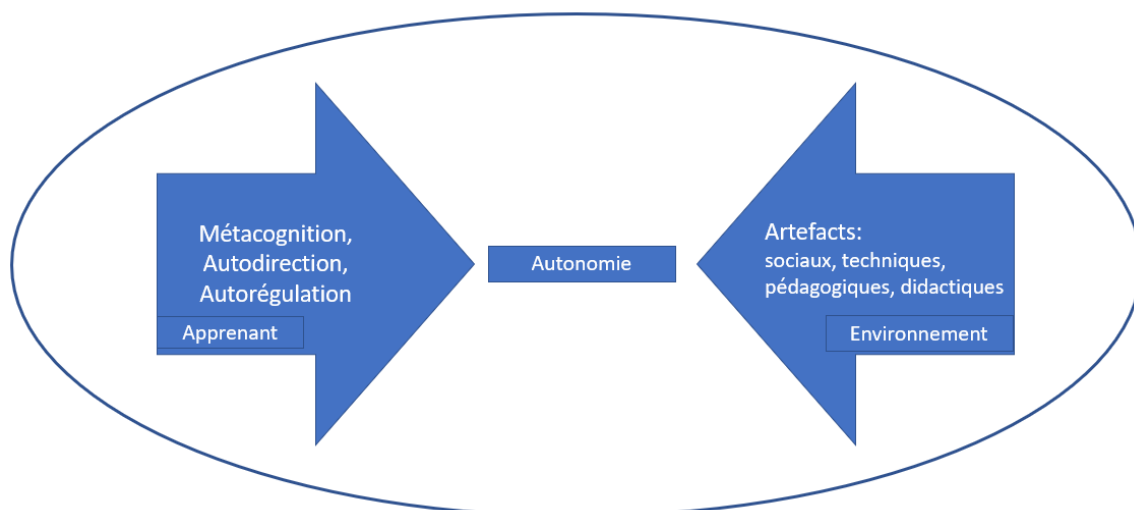 Métacognition,
Autodirection,
Autorégulation
Apprenant
Autonomie
Artefacts:
sociaux, techniques,
pédagogiques, didactiques
Environnement